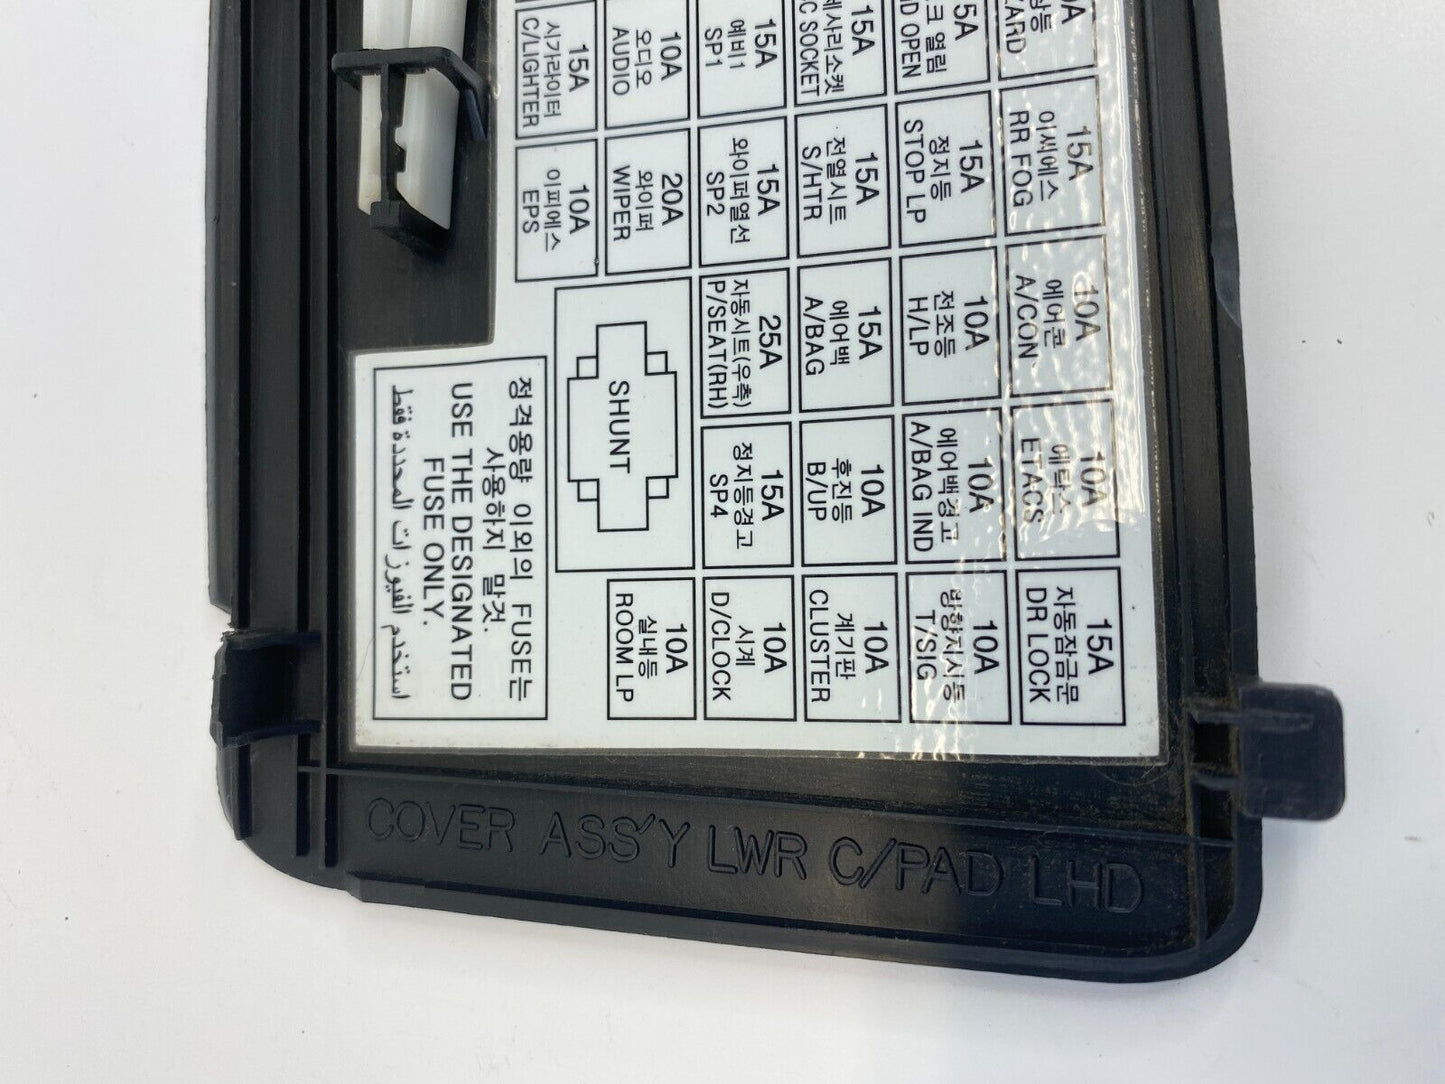 15A
이씨에스
RR FOG
10A
에어콘
A/CON
10A
에탁스
ETACS
15A
자동잠금문
DR LOCK
열림
OPEN
15A
정지등
STOP LP
10A
전조등
H/LP
10A
에어백경고
A/BAG IND
10A
방향지시등
T/SIG
15A
SOCKET
15A
전열시트
S/HTR
15A
에어백
A/BAG
10A
후진등
B/UP
10A
계기판
CLUSTER
15A
예비1
SP1
15A
와이퍼열선
SP2
25A
자동시트(우측)
P/SEAT(RH)
15A
정지등경고
SP4
10A
시계
D/CLOCK
10A
오디오
AUDIO
20A
와이퍼
WIPER
SHUNT
10A
실내등
ROOM LP
15A
시가라이터
C/LIGHTER
10A
이피에스
EPS
정격용량 이외의 FUSE는
사용하지 말것.
USE THE DESIGNATED
FUSE ONLY.
استخدم الفيوزات المحددة فقط
COVER ASS'Y LWR C/PAD LHD